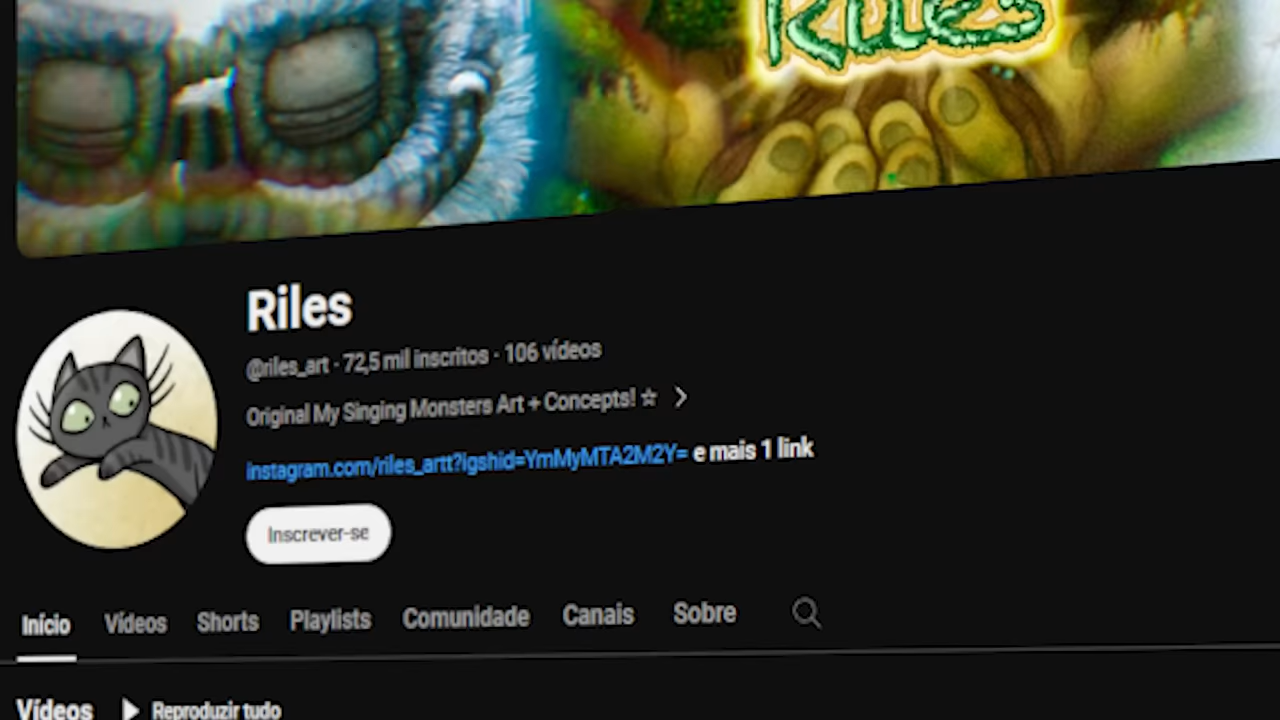 Riles
Riles
@riles_art · 72,5 mil inscritos · 106 vídeos
Original My Singing Monsters Art + Concepts! ☆ >
instagram.com/riles_artt?igshid=YmMyMTA2M2Y= e mais 1 link
Inscrever-se
Início Vídeos Shorts Playlists Comunidade Canais Sobre
Vídeos Reproduzir tudo